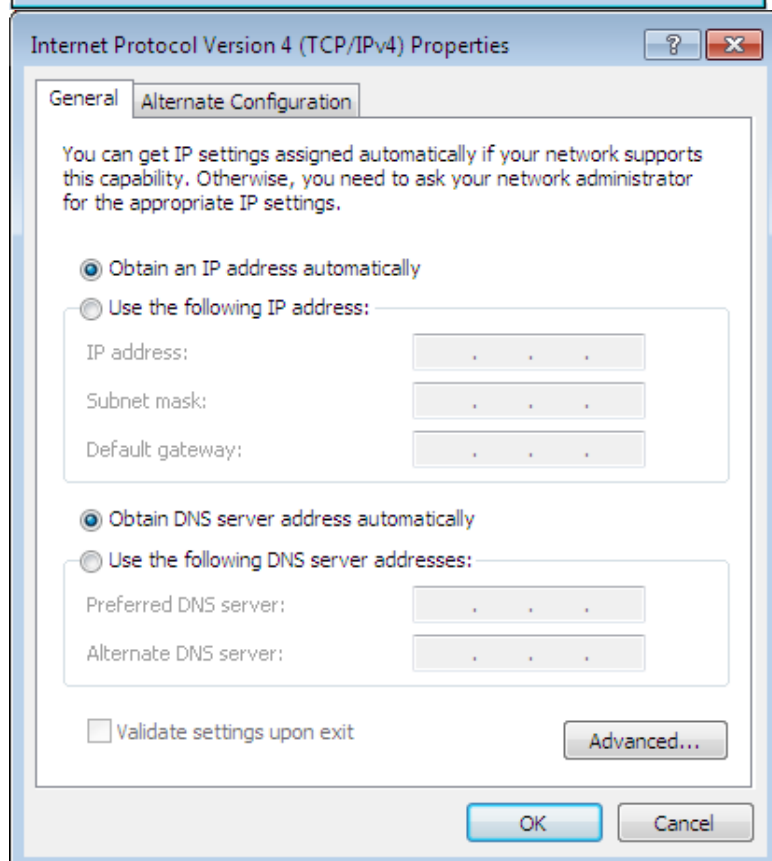 Internet Protocol Version 4 (TCP/IPv4) Properties
General
Alternate Configuration
You can get IP settings assigned automatically if your network supports
this capability. Otherwise, you need to ask your network administrator
for the appropriate IP settings.
Obtain an IP address automatically
Use the following IP address:
IP address:
. . .
Subnet mask:
. . .
Default gateway:
. . .
Obtain DNS server address automatically
Use the following DNS server addresses:
Preferred DNS server:
. . .
Alternate DNS server:
. . .
Validate settings upon exit
Advanced...
OK
Cancel